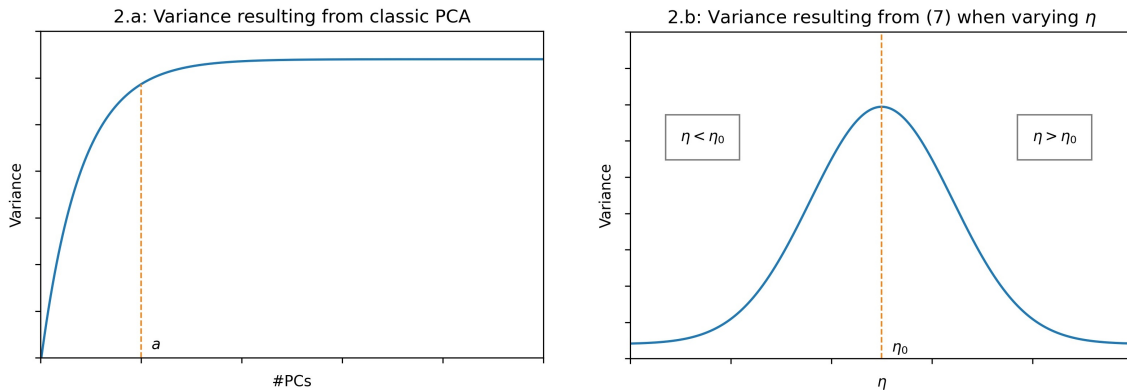 2.a: Variance resulting from classic PCA
Variance
a
#PCs
2.b: Variance resulting from (7) when varying η
Variance
η < η₀
η > η₀
η₀
η